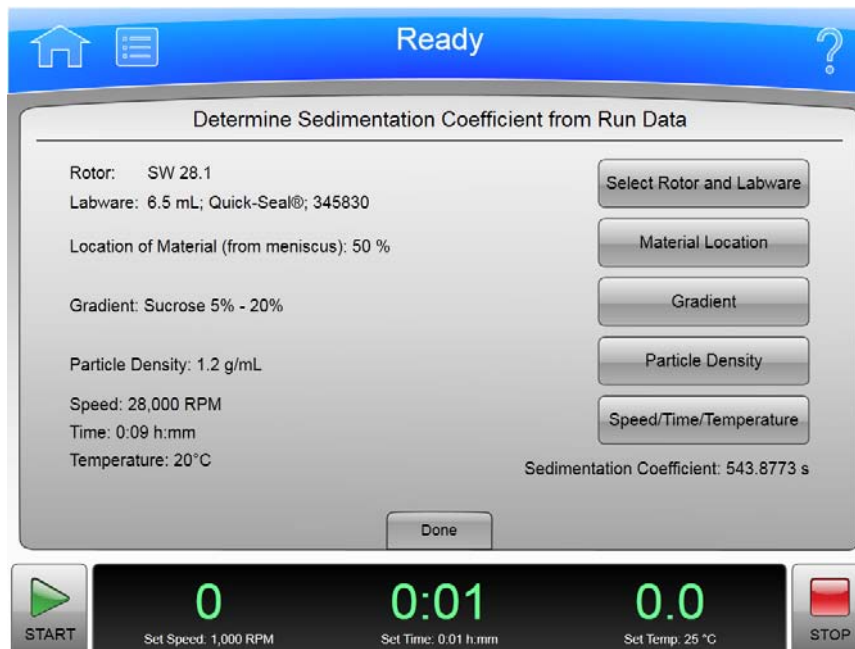 Ready
Determine Sedimentation Coefficient from Run Data
Rotor: SW 28.1
Labware: 6.5 mL; Quick-Seal®; 345830
Location of Material (from meniscus): 50 %
Gradient: Sucrose 5% - 20%
Particle Density: 1.2 g/mL
Speed: 28,000 RPM
Time: 0:09 h:mm
Temperature: 20°C
Select Rotor and Labware
Material Location
Gradient
Particle Density
Speed/Time/Temperature
Sedimentation Coefficient: 543.8773 s
Done
START
0
Set Speed: 1,000 RPM
0:01
Set Time: 0:01 h:mm
0.0
Set Temp: 25 °C
STOP